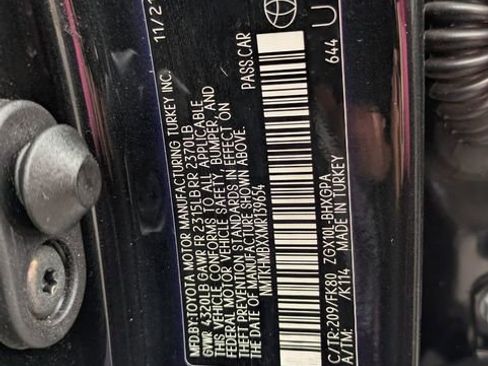 MFD.BY:TOYOTA MOTOR MANUFACTURING TURKEY INC. 11/21
GVWR 4320LB GAWR FR 2315LB RR 2370LB
THIS VEHICLE CONFORMS TO ALL APPLICABLE
FEDERAL MOTOR VEHICLE SAFETY, BUMPER, AND
THEFT PREVENTION STANDARDS IN EFFECT ON
THE DATE OF MANUFACTURE SHOWN ABOVE.
NMTKHMBXXMR139654 PASS.CAR
C/TR:209/FK80 ZGX10L-BHXGPA U
A/TM: /K114 MADE IN TURKEY 644